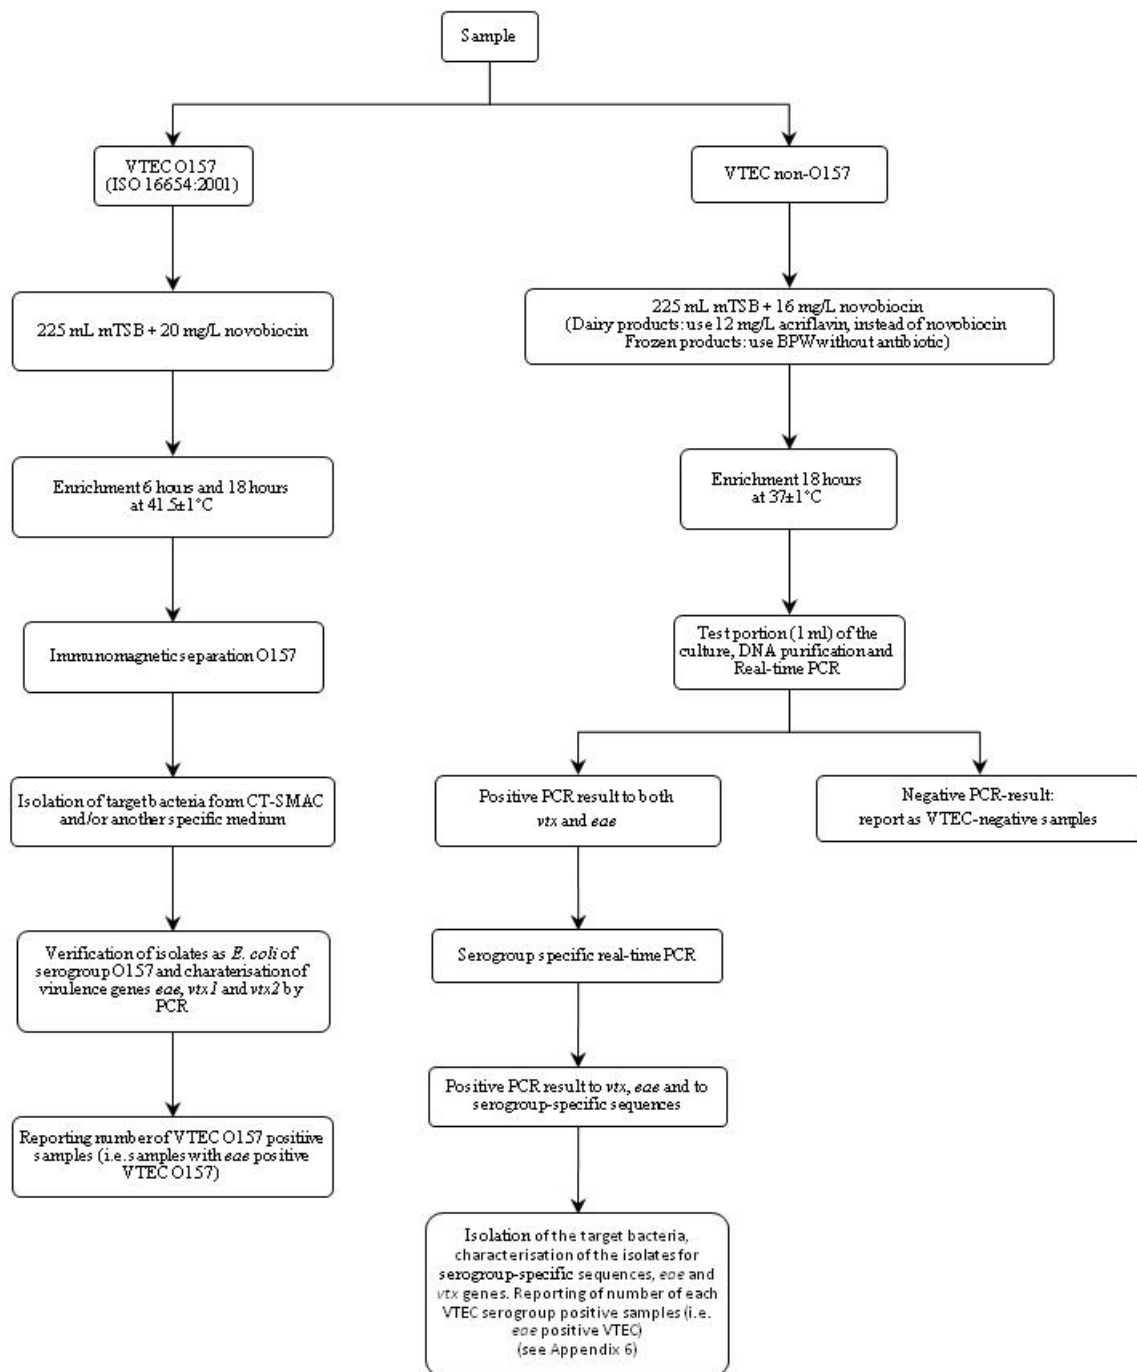 Sample
VTEC O157
(ISO 16654:2001)
VTEC non-O157
225 mL mTSB + 20 mg/L novobiocin
225 mL mTSB + 16 mg/L novobiocin
(Dairy products: use 12 mg/L acriflavin, instead of novobiocin
Frozen products: use BPW without antibiotic)
Enrichment 6 hours and 18 hours
at 41.5±1°C
Enrichment 18 hours
at 37±1°C
Immunomagnetic separation O157
Test portion (1 ml) of the
culture, DNA purification and
Real-time PCR
Isolation of target bacteria form CT-SMAC
and/or another specific medium
Positive PCR result to both
vtx and eae
Negative PCR-result:
report as VTEC-negative samples
Verification of isolates as E. coli of
serogroup O157 and charaterisation of
virulence genes eae, vtx1 and vtx2 by
PCR
Serogroup specific real-time PCR
Positive PCR result to vtx, eae and to
serogroup-specific sequences
Reporting number of VTEC O157 positiive
samples (i.e. samples with eae positive
VTEC O157)
Isolation of the target bacteria,
characterisation of the isolates for
serogroup-specific sequences, eae and
vtx genes. Reporting of number of each
VTEC serogroup positive samples (i.e.
eae positive VTEC)
(see Appendix 6)